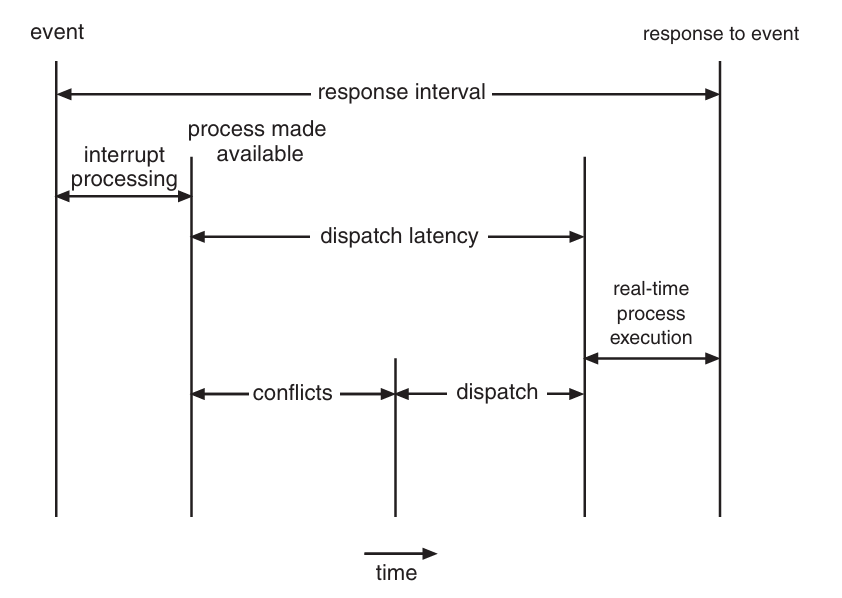 event
response to event
response interval
process made
available
interrupt
processing
dispatch latency
real-time
process
execution
conflicts
dispatch
time